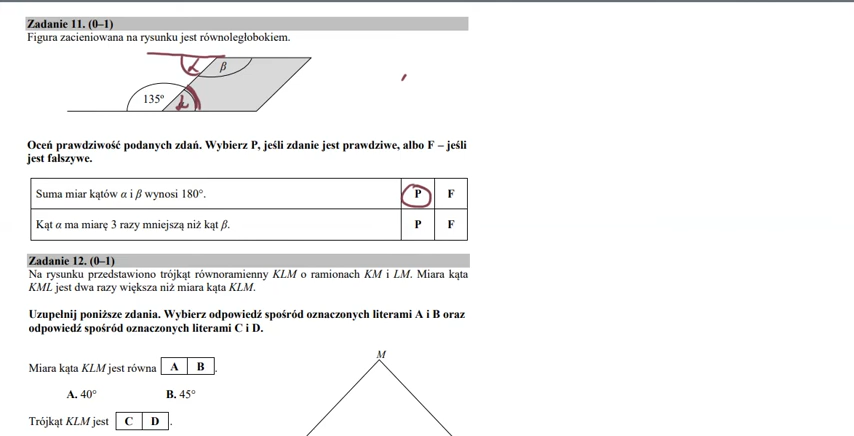 Zadanie 11. (0–1)
Figura zacieniowana na rysunku jest równoległobokiem.
α
β
135°
α
Oceń prawdziwość podanych zdań. Wybierz P, jeśli zdanie jest prawdziwe, albo F – jeśli
jest fałszywe.
Suma miar kątów α i β wynosi 180°. P F
Kąt α ma miarę 3 razy mniejszą niż kąt β. P F
Zadanie 12. (0–1)
Na rysunku przedstawiono trójkąt równoramienny KLM o ramionach KM i LM. Miara kąta
KML jest dwa razy większa niż miara kąta KLM.
Uzupełnij poniższe zdania. Wybierz odpowiedź spośród oznaczonych literami A i B oraz
odpowiedź spośród oznaczonych literami C i D.
M
Miara kąta KLM jest równa A B .
A. 40° B. 45°
Trójkąt KLM jest C D .